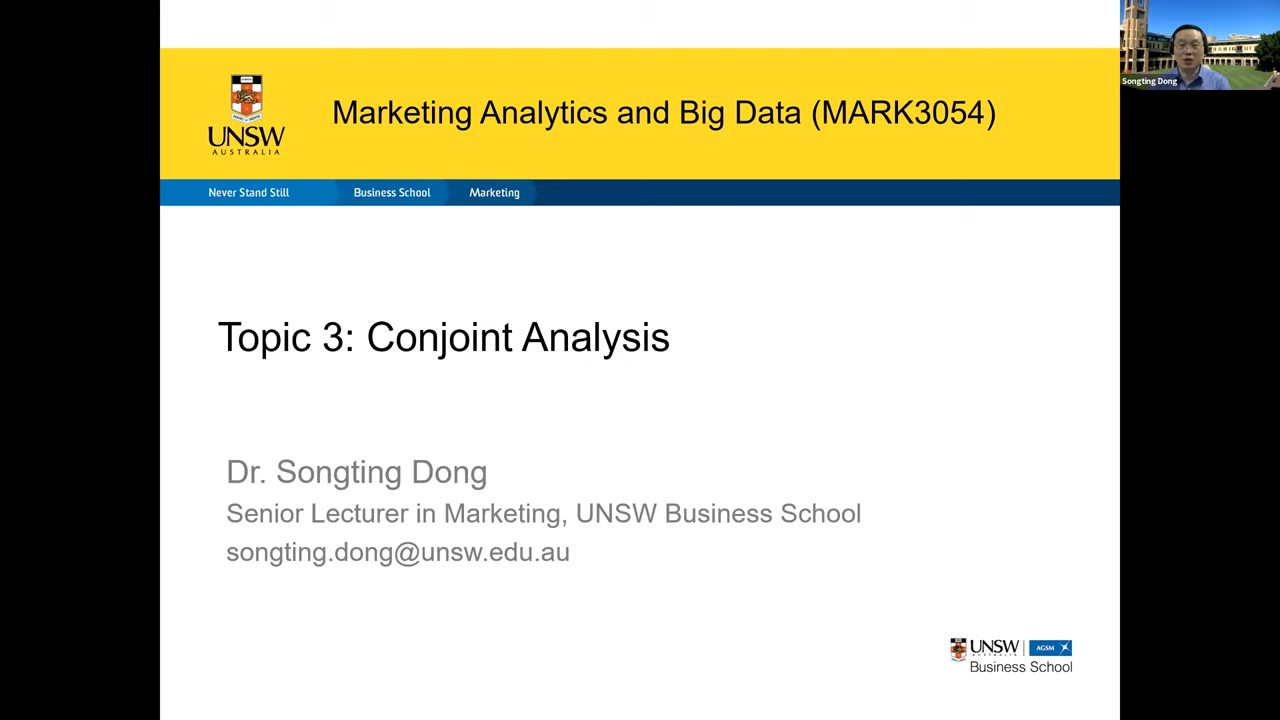 Songting Dong
UNSW
AUSTRALIA
Marketing Analytics and Big Data (MARK3054)
Never Stand Still
Business School
Marketing
Topic 3: Conjoint Analysis
Dr. Songting Dong
Senior Lecturer in Marketing, UNSW Business School
songting.dong@unsw.edu.au
UNSW
AUSTRALIA
AGSM
Business School